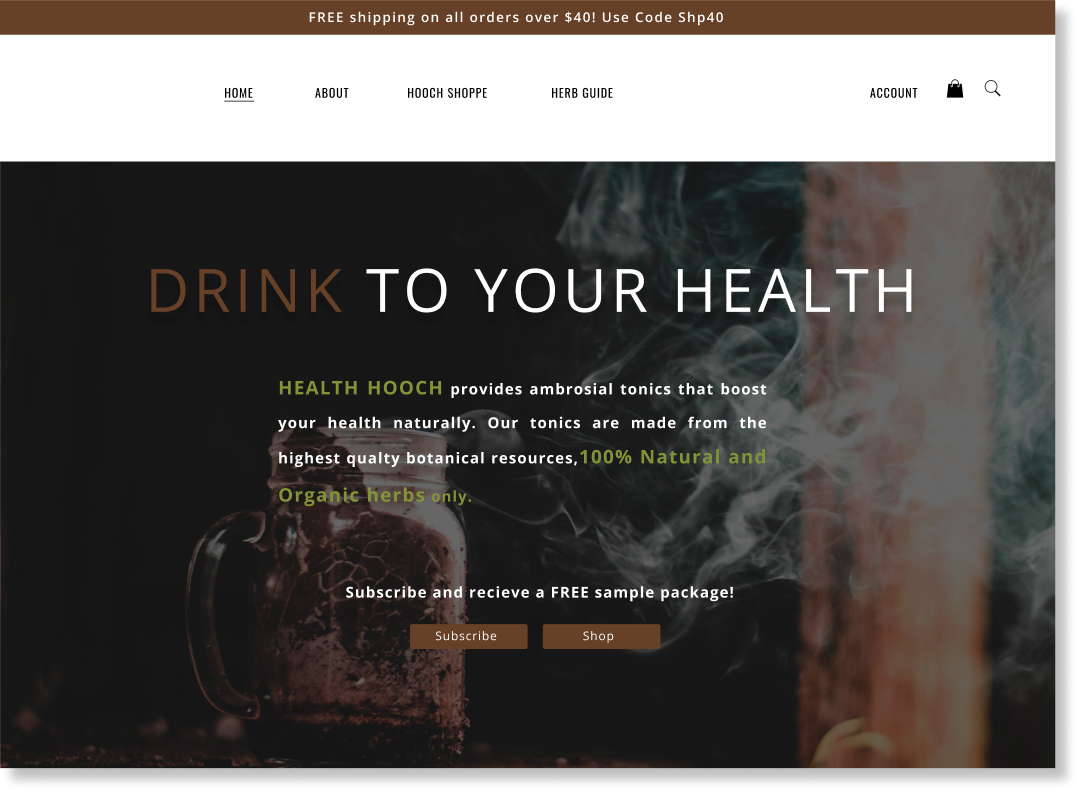 FREE shipping on all orders over $40! Use Code Shp40
HOME ABOUT HOOCH SHOPPE HERB GUIDE ACCOUNT
DRINK TO YOUR HEALTH
HEALTH HOOCH provides ambrosial tonics that boost
your health naturally. Our tonics are made from the
highest qualty botanical resources,100% Natural and
Organic herbs only.
Subscribe and recieve a FREE sample package!
Subscribe Shop